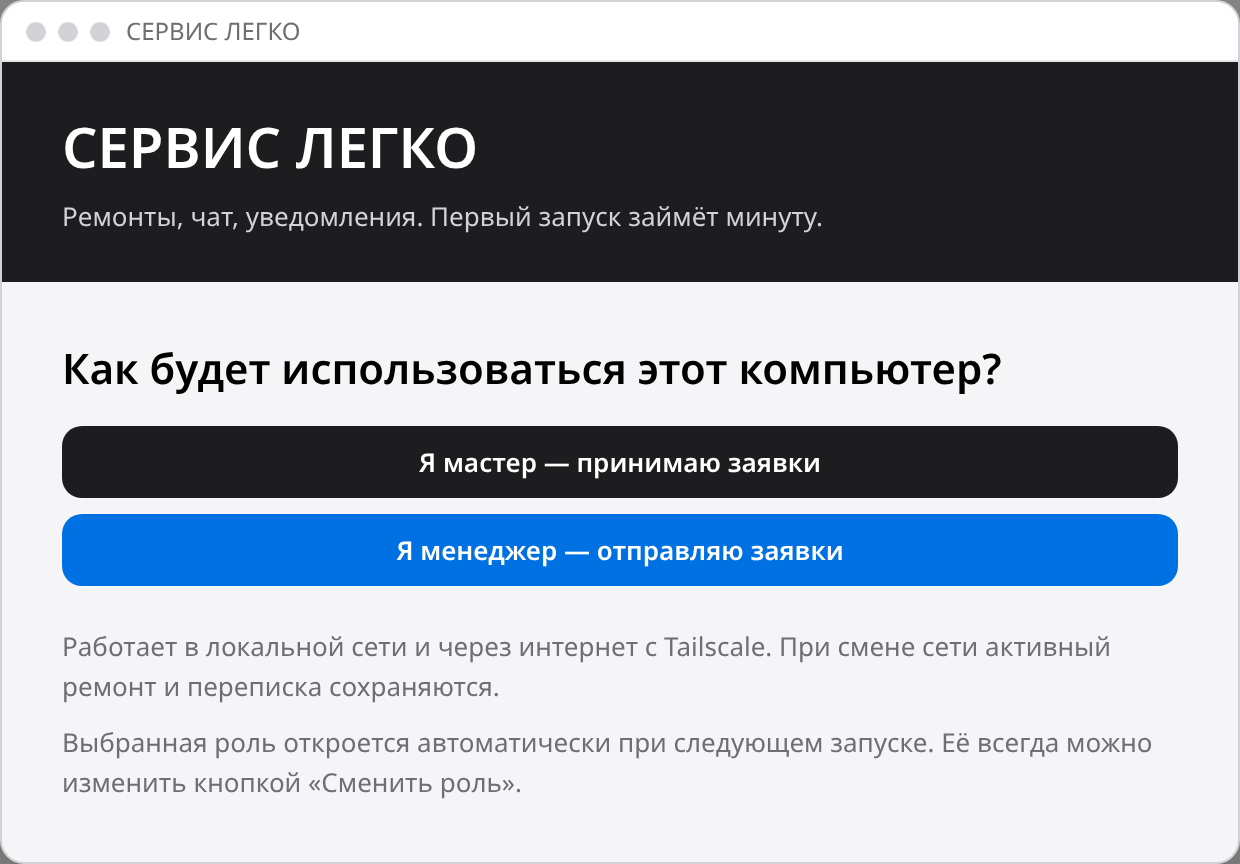 СЕРВИС ЛЕГКО
СЕРВИС ЛЕГКО
Ремонты, чат, уведомления. Первый запуск займёт минуту.
Как будет использоваться этот компьютер?
Я мастер — принимаю заявки
Я менеджер — отправляю заявки
Работает в локальной сети и через интернет с Tailscale. При смене сети активный
ремонт и переписка сохраняются.
Выбранная роль откроется автоматически при следующем запуске. Её всегда можно
изменить кнопкой «Сменить роль».